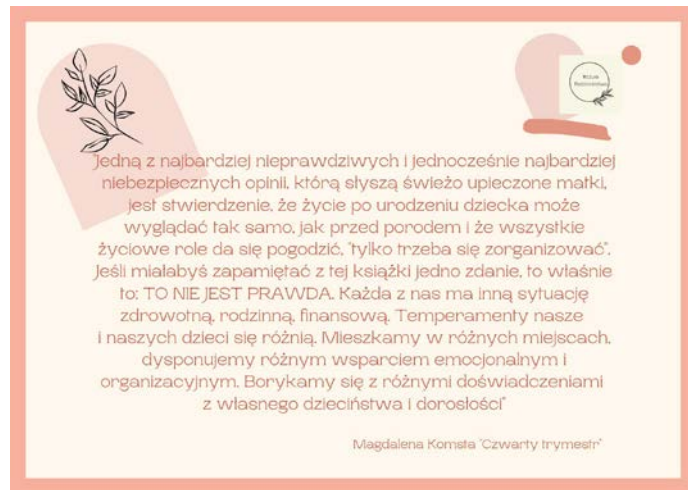 "Jedną z najbardziej nieprawdziwych i jednocześnie najbardziej
niebezpiecznych opinii, którą słyszą świeżo upieczone matki,
jest stwierdzenie, że życie po urodzeniu dziecka może
wyglądać tak samo, jak przed porodem i że wszystkie
życiowe role da się pogodzić, "tylko trzeba się zorganizować".
Jeśli miałabyś zapamiętać z tej książki jedno zdanie, to właśnie
to: TO NIE JEST PRAWDA. Każda z nas ma inną sytuację
zdrowotną, rodzinną, finansową. Temperamenty nasze
i naszych dzieci się różnią. Mieszkamy w różnych miejscach,
dysponujemy różnym wsparciem emocjonalnym i
organizacyjnym. Borykamy się z różnymi doświadczeniami
z własnego dzieciństwa i dorosłości"
Magdalena Komsta "Czwarty trymestr"